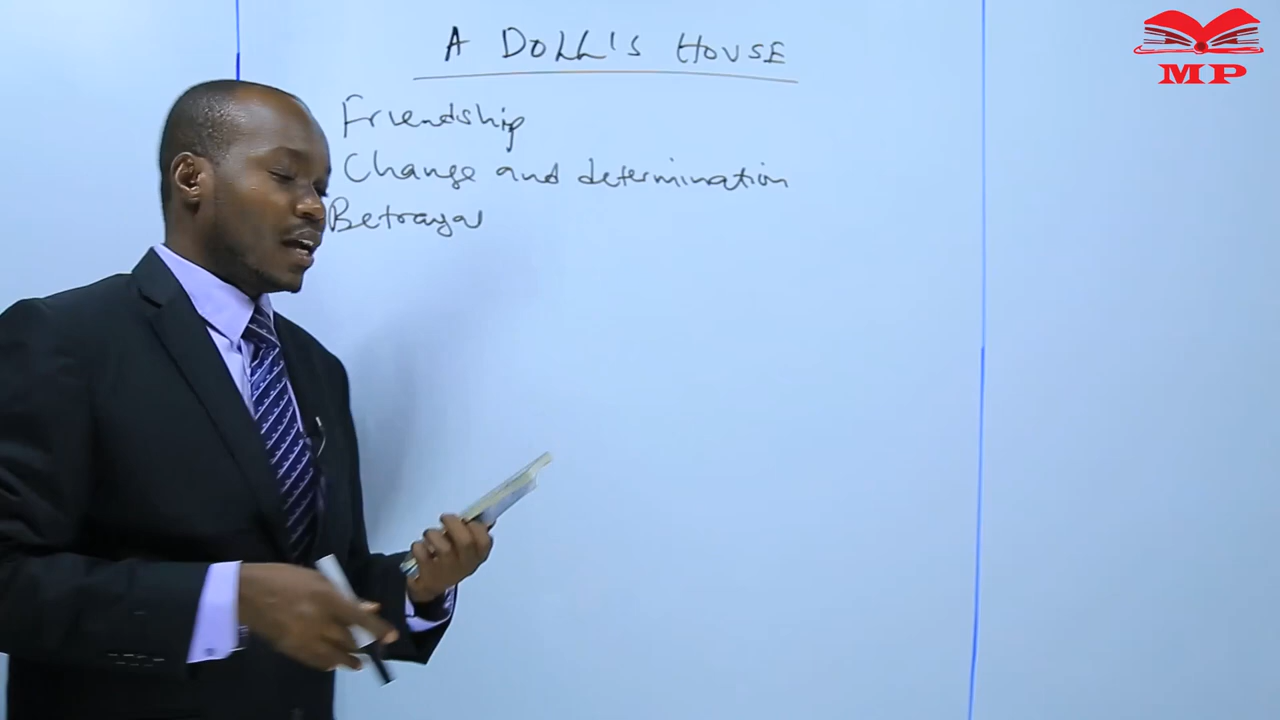 A DOLL'S HOUSE
Friendship
Change and determination
Betrayal
MP